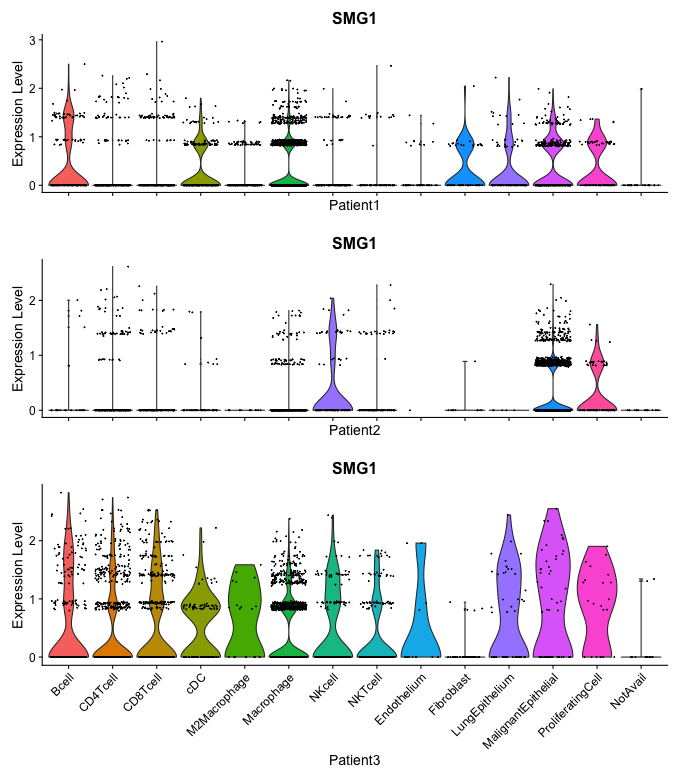 SMG1
Expression Level
3
2
1
0
Patient1
SMG1
Expression Level
2
1
0
Patient2
SMG1
Expression Level
2
1
0
Bcell
CD4Tcell
CD8Tcell
cDC
M2Macrophage
Macrophage
NKcell
NKTcell
Endothelium
Fibroblast
LungEpithelium
MalignantEpithelial
ProliferatingCell
NotAvail
Patient3